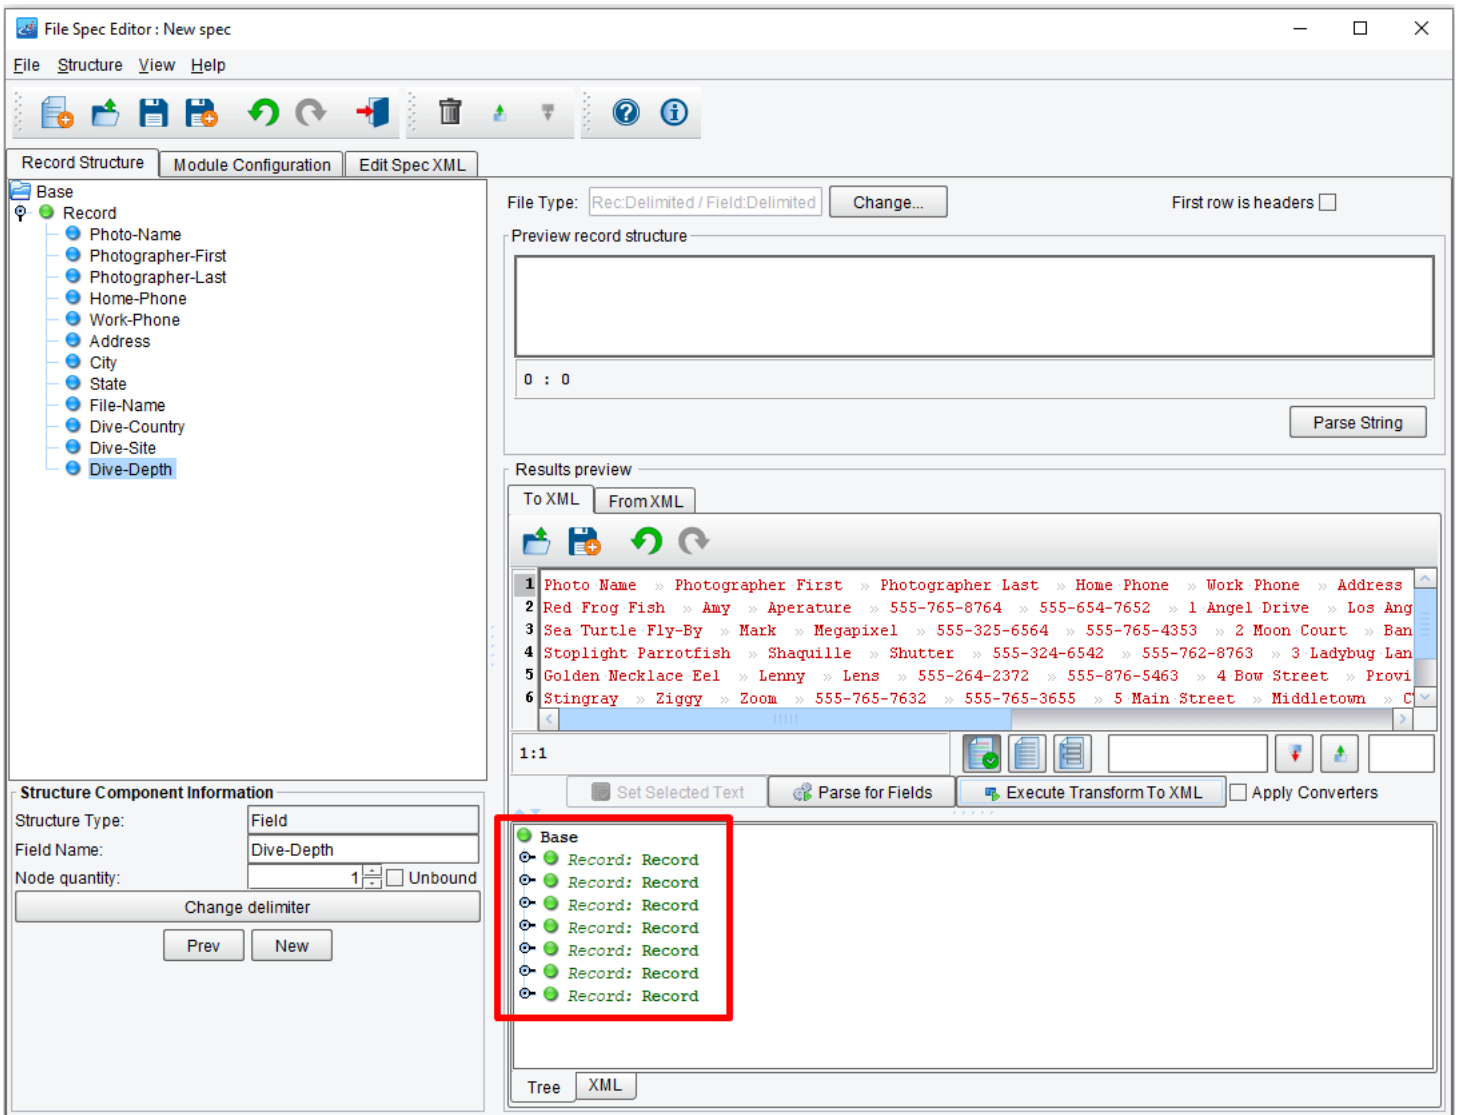 File Spec Editor : New spec
File Structure View Help
Record Structure Module Configuration Edit Spec XML
Base
Record
Photo-Name
Photographer-First
Photographer-Last
Home-Phone
Work-Phone
Address
City
State
File-Name
Dive-Country
Dive-Site
Dive-Depth
Structure Component Information
Structure Type: Field
Field Name: Dive-Depth
Node quantity: 1 Unbound
Change delimiter
Prev New
File Type: Rec:Delimited / Field:Delimited Change... First row is headers
Preview record structure
0 : 0
Parse String
Results preview
To XML From XML
1 Photo Name » Photographer First » Photographer Last » Home Phone » Work Phone » Address
2 Red Frog Fish » Amy » Aperature » 555-765-8764 » 555-654-7652 » 1 Angel Drive » Los Ang
3 Sea Turtle Fly-By » Mark » Megapixel » 555-325-6564 » 555-765-4353 » 2 Moon Court » Ban
4 Stoplight Parrotfish » Shaquille » Shutter » 555-324-6542 » 555-762-8763 » 3 Ladybug Lan
5 Golden Necklace Eel » Lenny » Lens » 555-264-2372 » 555-876-5463 » 4 Bow Street » Provi
6 Stingray » Ziggy » Zoom » 555-765-7632 » 555-765-3655 » 5 Main Street » Middletown » C
1:1
Set Selected Text Parse for Fields Execute Transform To XML Apply Converters
Base
Record: Record
Record: Record
Record: Record
Record: Record
Record: Record
Record: Record
Record: Record
Tree XML